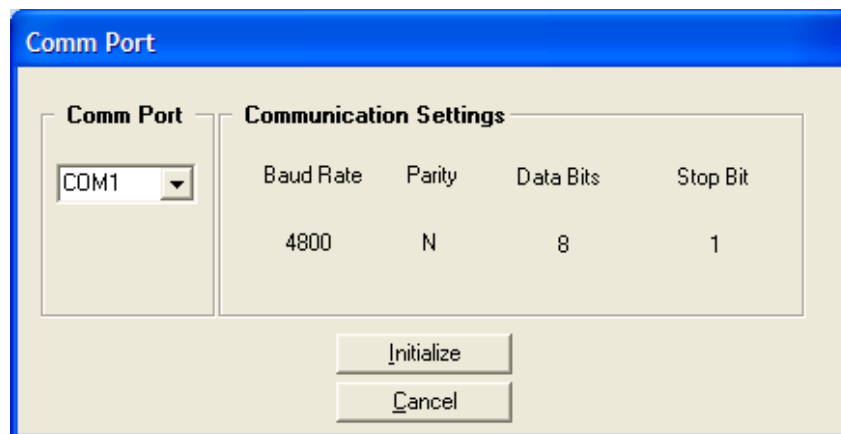 Comm Port
Comm Port
Communication Settings
COM1
Baud Rate Parity Data Bits Stop Bit
4800 N 8 1
Initialize
Cancel